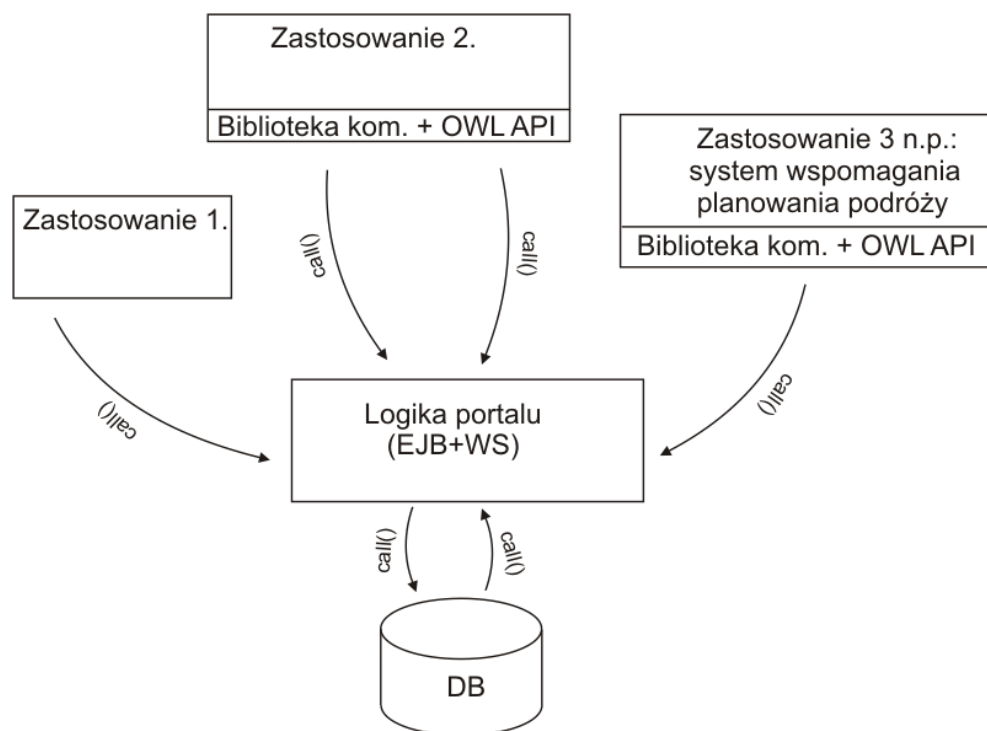 Zastosowanie 2.
Biblioteka kom. + OWL API
Zastosowanie 3 n.p.:
system wspomagania
planowania podróży
Biblioteka kom. + OWL API
Zastosowanie 1.
call()
call()
call()
call()
Logika portalu
(EJB+WS)
call()
call()
DB